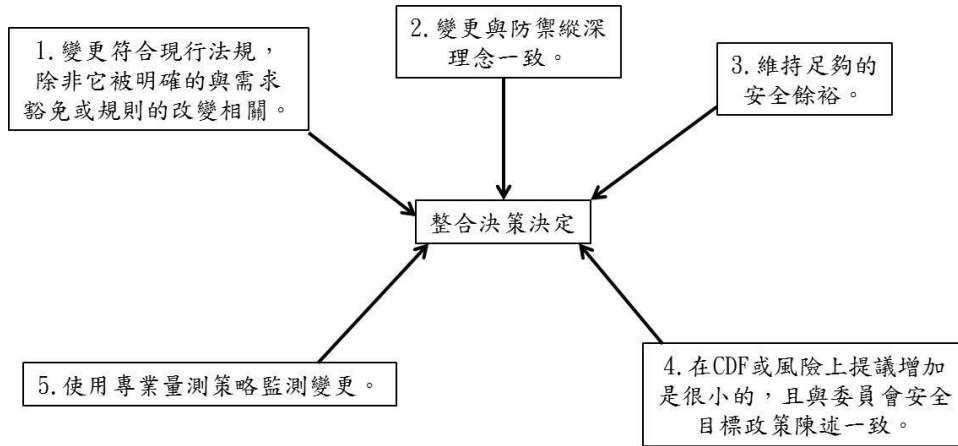 1.變更符合現行法規，
除非它被明確的與需求
豁免或規則的改變相關。
2.變更與防禦縱深
理念一致。
3.維持足夠的
安全餘裕。
整合決策決定
5.使用專業量測策略監測變更。
4.在CDF或風險上提議增加
是很小的，且與委員會安全
目標政策陳述一致。